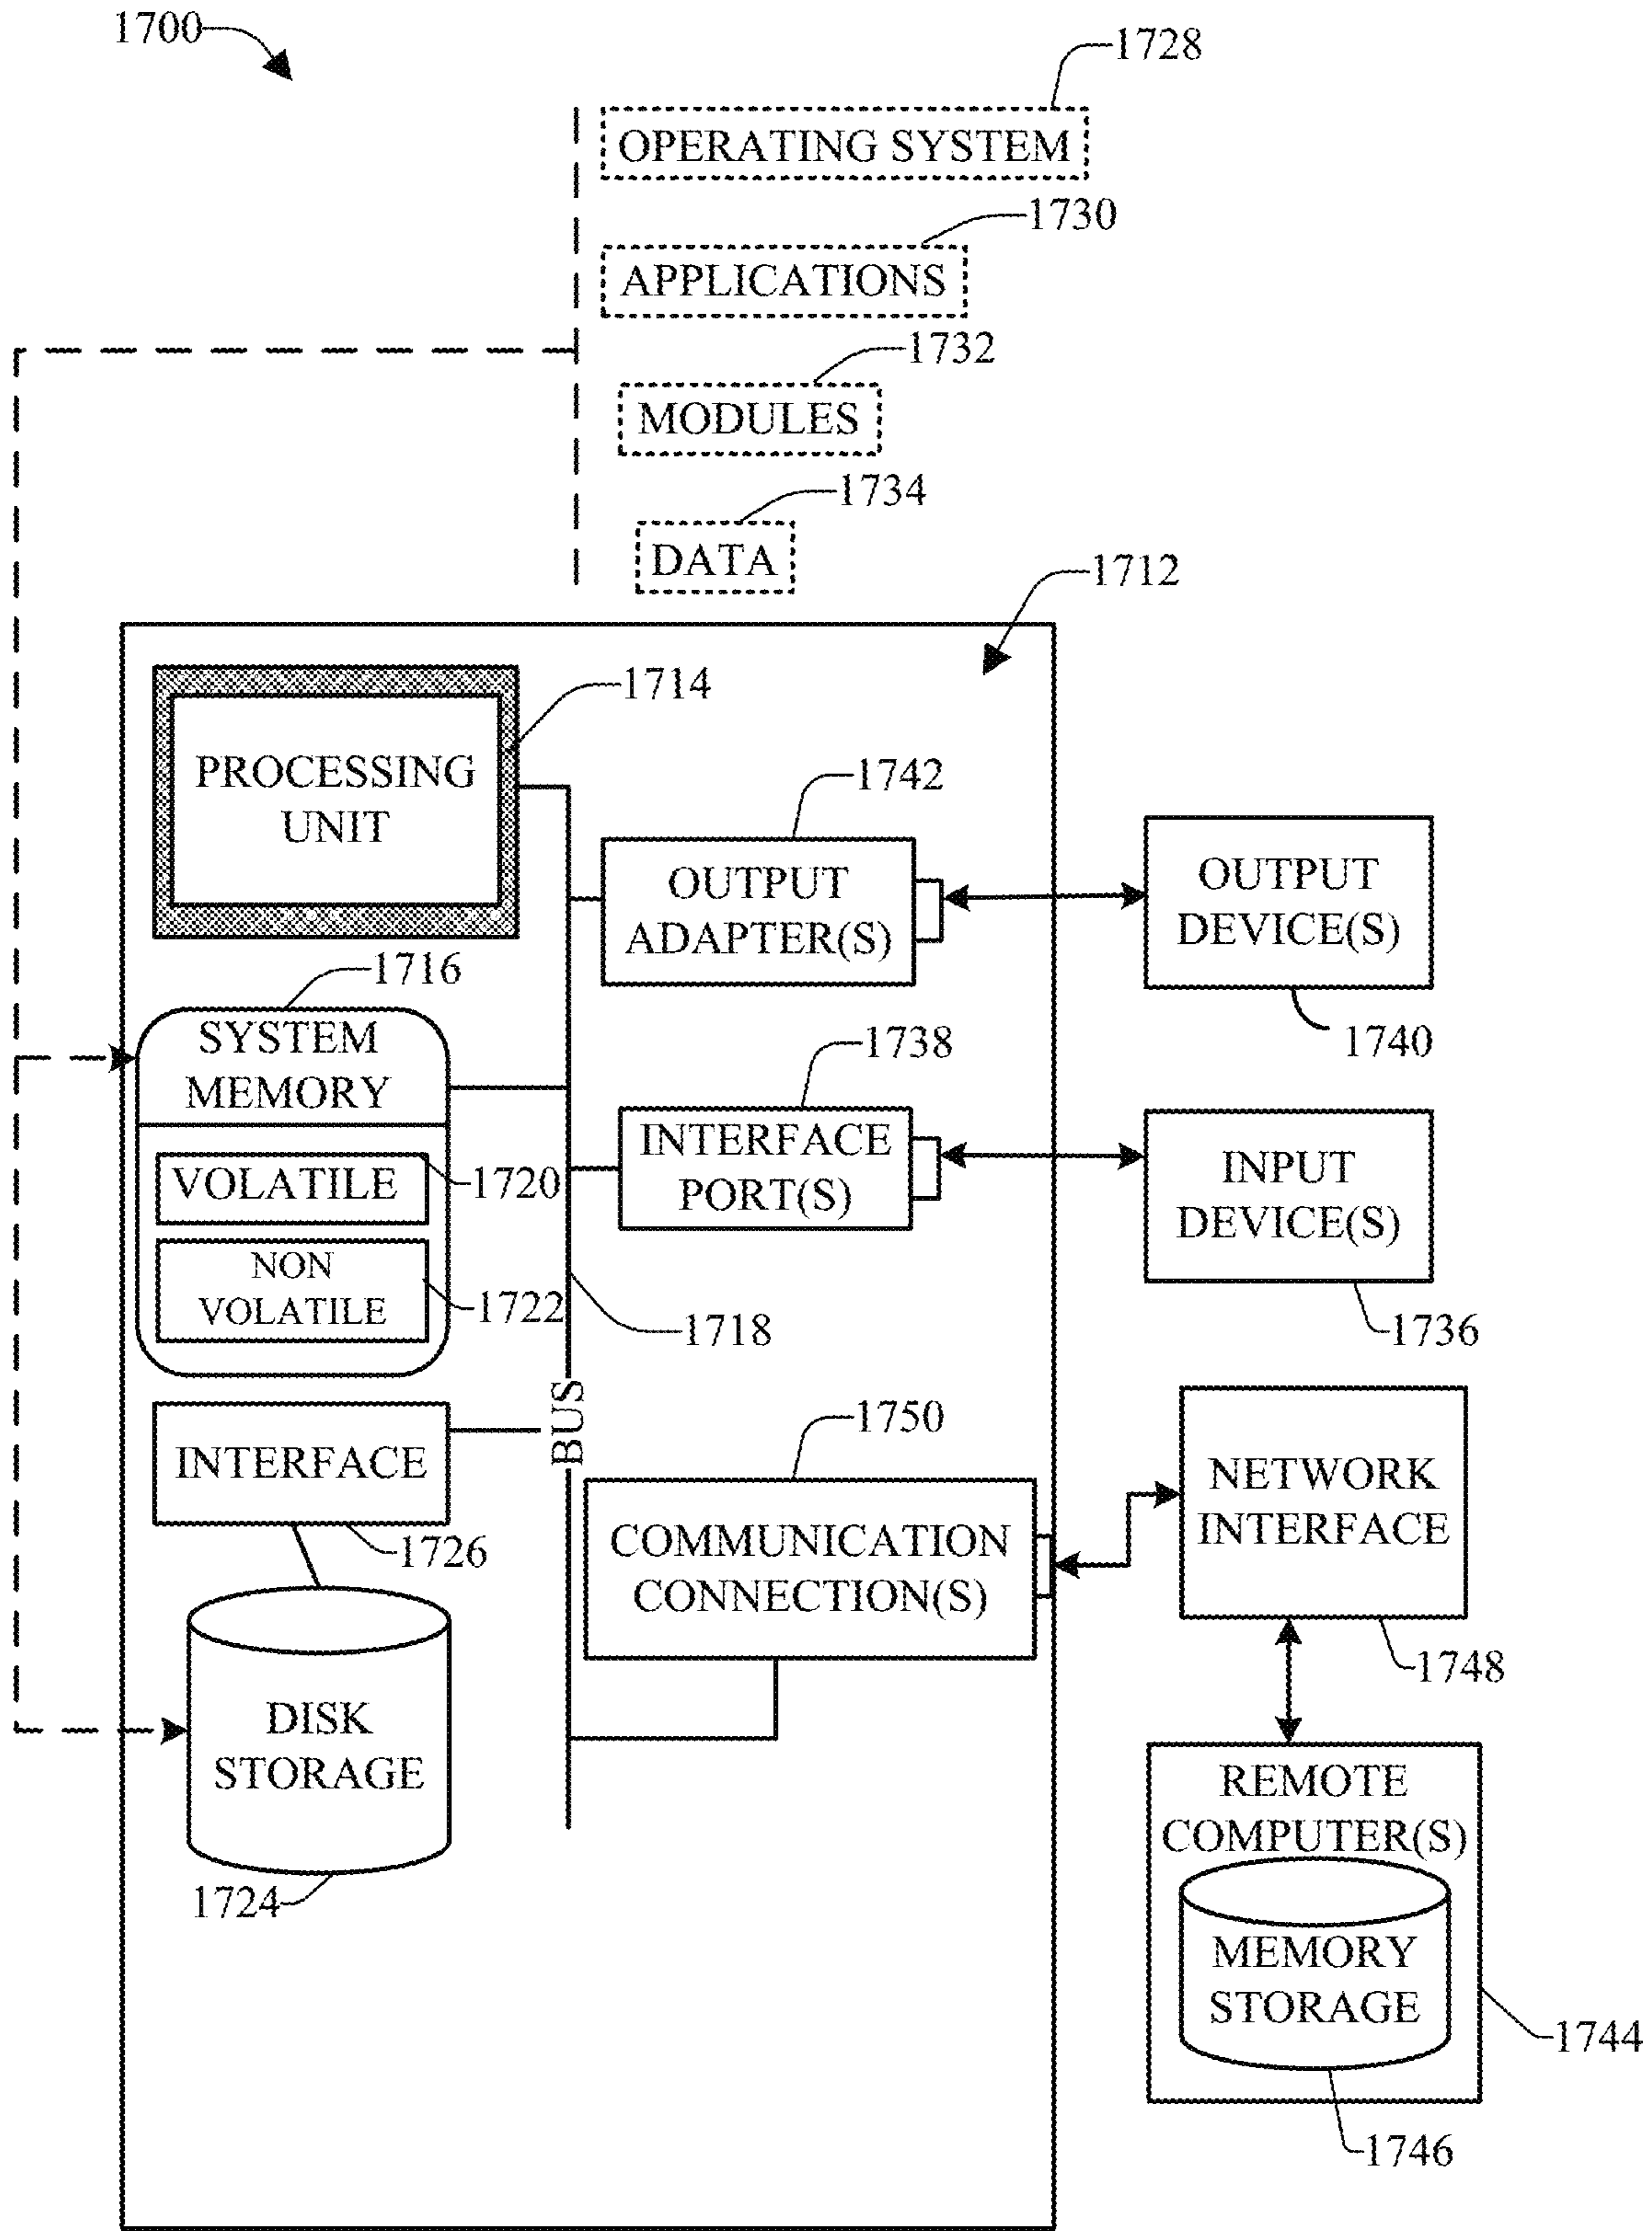 1700
1728
OPERATING SYSTEM
1730
APPLICATIONS
1732
MODULES
1734
DATA
1712
1714
PROCESSING
UNIT
1742
OUTPUT
ADAPTER(S)
OUTPUT
DEVICE(S)
1740
1716
SYSTEM
MEMORY
VOLATILE
1720
NON
VOLATILE
1722
1738
INTERFACE
PORT(S)
INPUT
DEVICE(S)
1736
1718
BUS
INTERFACE
1726
1750
COMMUNICATION
CONNECTION(S)
NETWORK
INTERFACE
1748
DISK
STORAGE
1724
REMOTE
COMPUTER(S)
MEMORY
STORAGE
1744
1746